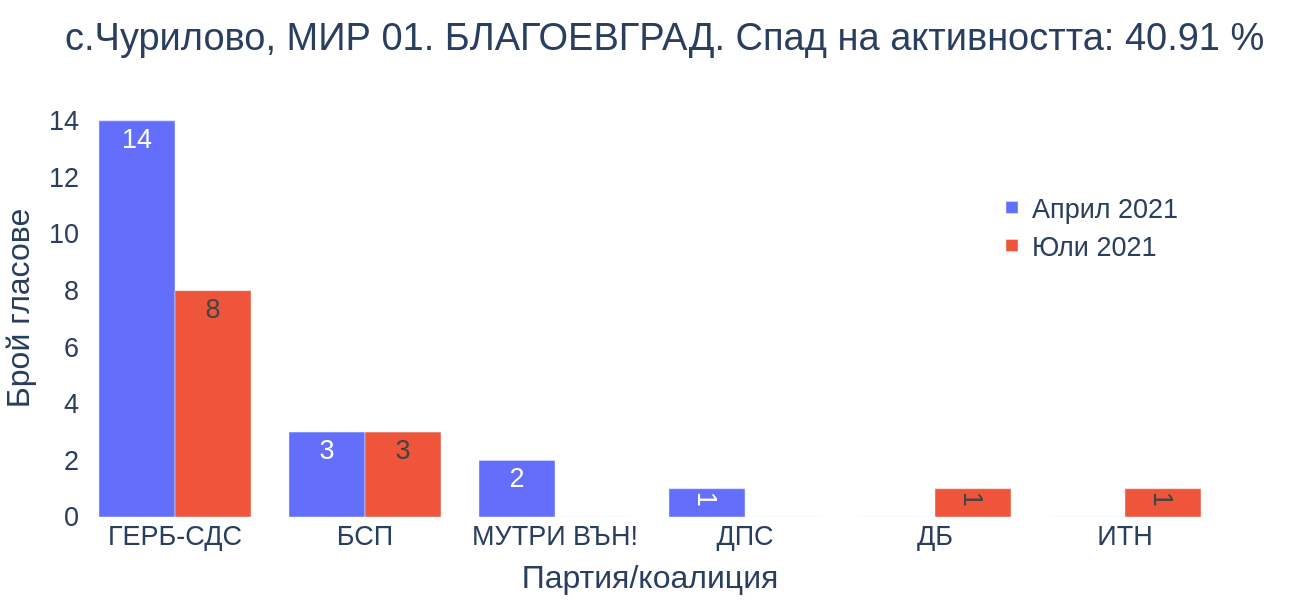 с.Чурилово, МИР 01. БЛАГОЕВГРАД. Спад на активността: 40.91 %
14
12
10
8
6
4
2
0
Брой гласове
14
8
3
3
2
1
1
1
Април 2021
Юли 2021
ГЕРБ-СДС
БСП
МУТРИ ВЪН!
ДПС
ДБ
ИТН
Партия/коалиция